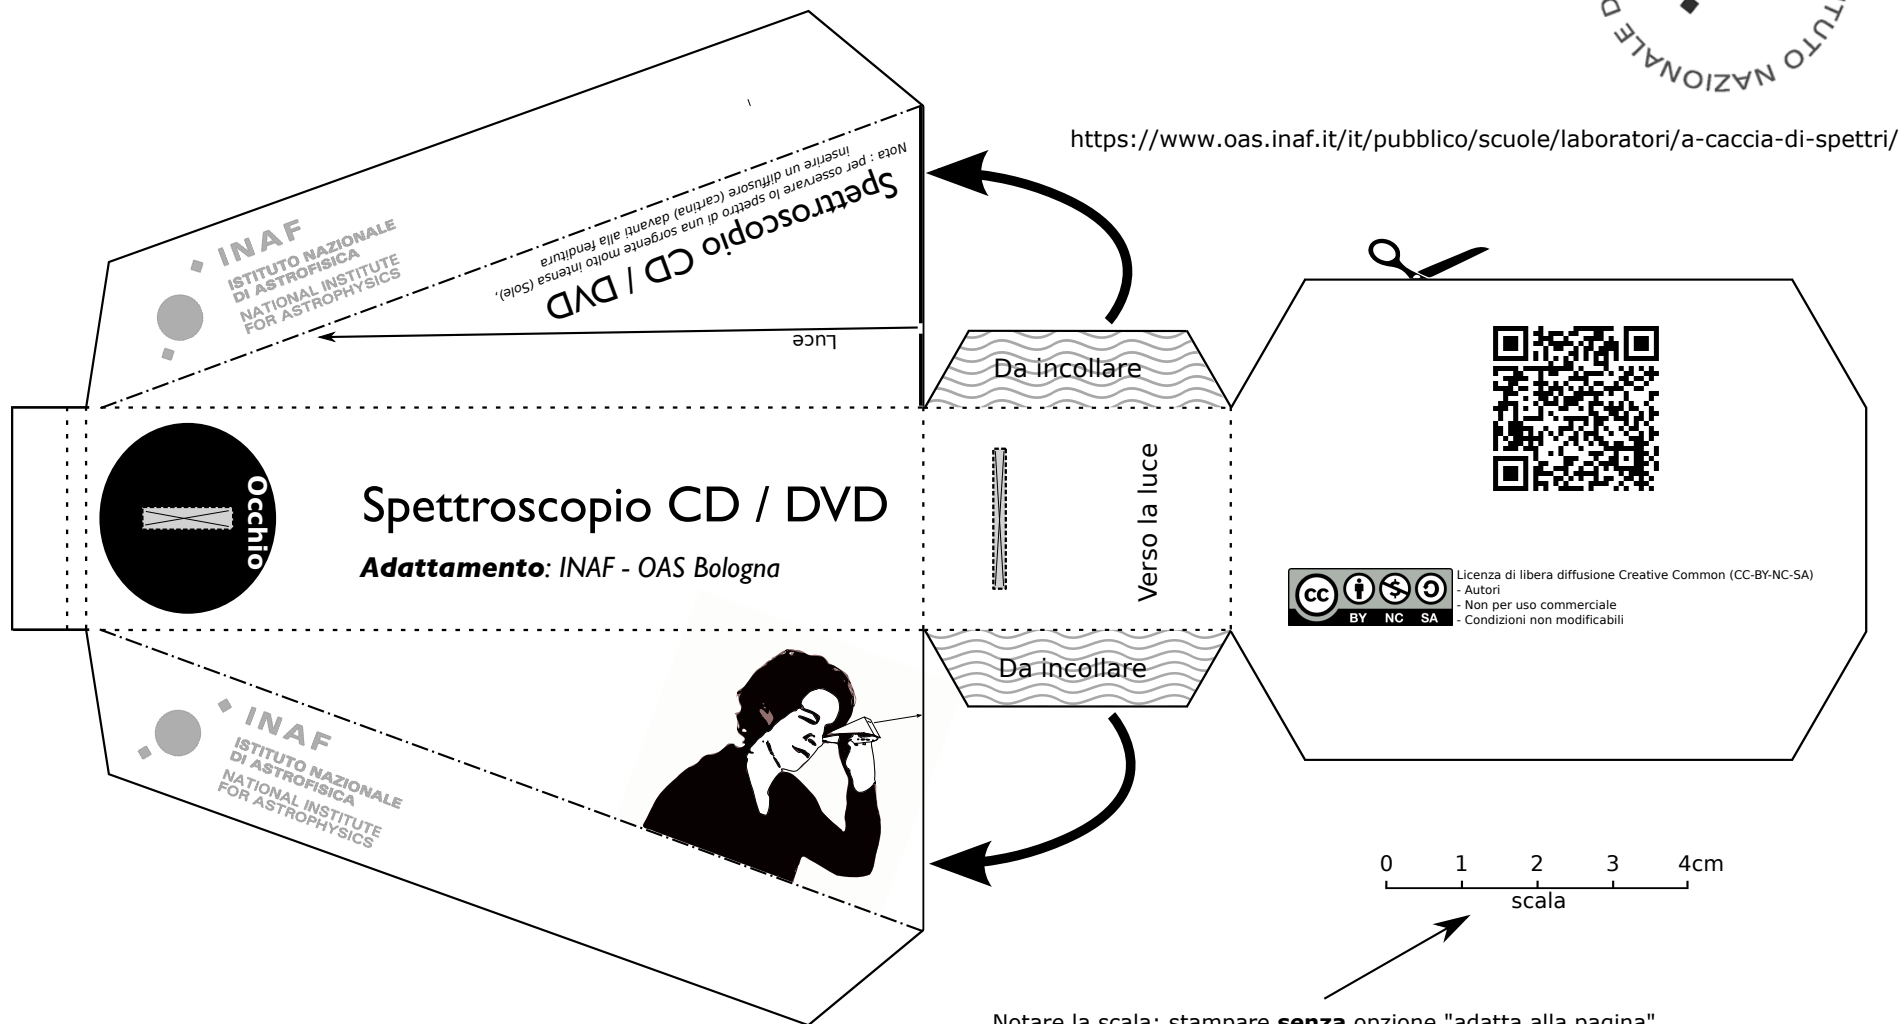 TUTO NAZIONALE D
https://www.oas.inaf.it/it/pubblico/scuole/laboratori/a-caccia-di-spettri/
INAF
ISTITUTO NAZIONALE
DI ASTROFISICA
NATIONAL INSTITUTE
FOR ASTROPHYSICS
Spettroscopio CD / DVD
Nota : per osservare lo spettro di una sorgente molto intensa (Sole),
inserire un diffusore (cartina) davanti alla fenditura
Luce
Da incollare
Occhio
Spettroscopio CD / DVD
Adattamento: INAF - OAS Bologna
Verso la luce
Da incollare
cc
BY NC SA
Licenza di libera diffusione Creative Common (CC-BY-NC-SA)
- Autori
- Non per uso commerciale
- Condizioni non modificabili
INAF
ISTITUTO NAZIONALE
DI ASTROFISICA
NATIONAL INSTITUTE
FOR ASTROPHYSICS
0 1 2 3 4cm
scala
Notare la scala: stampare senza opzione "adatta alla pagina"